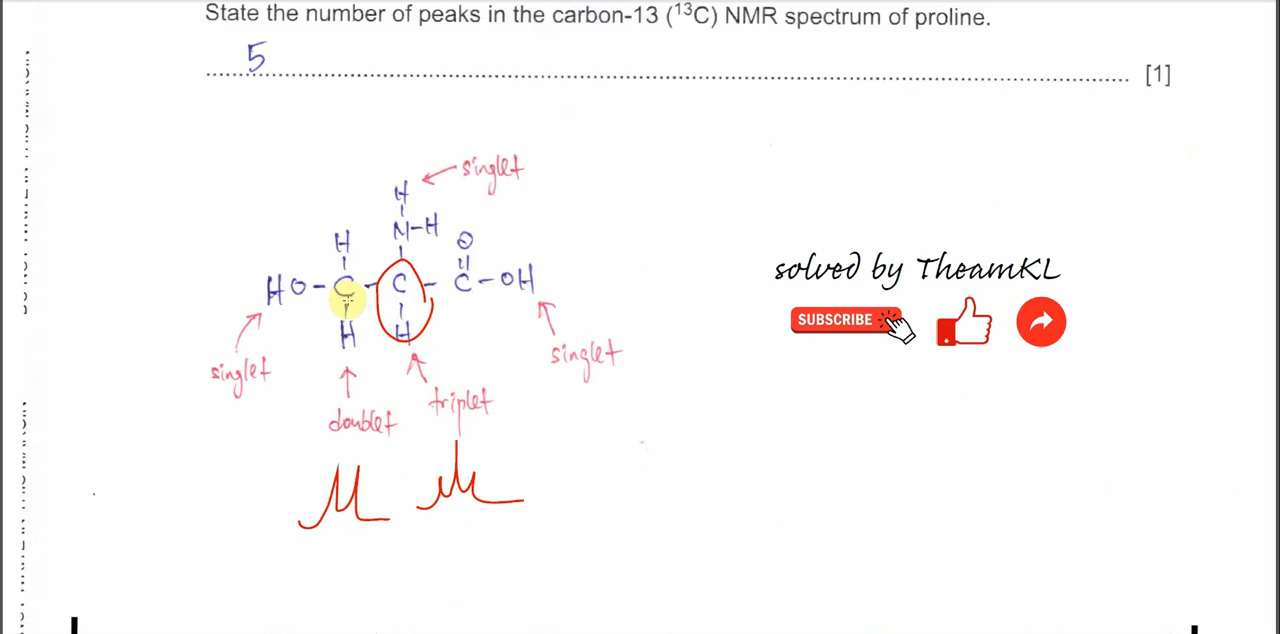 State the number of peaks in the carbon-13 (¹³C) NMR spectrum of proline.
5
[1]
singlet
H
N-H
H O
HO-C-C-C-OH
H H
singlet
singlet
doublet
triplet
solved by TheamKL
SUBSCRIBE